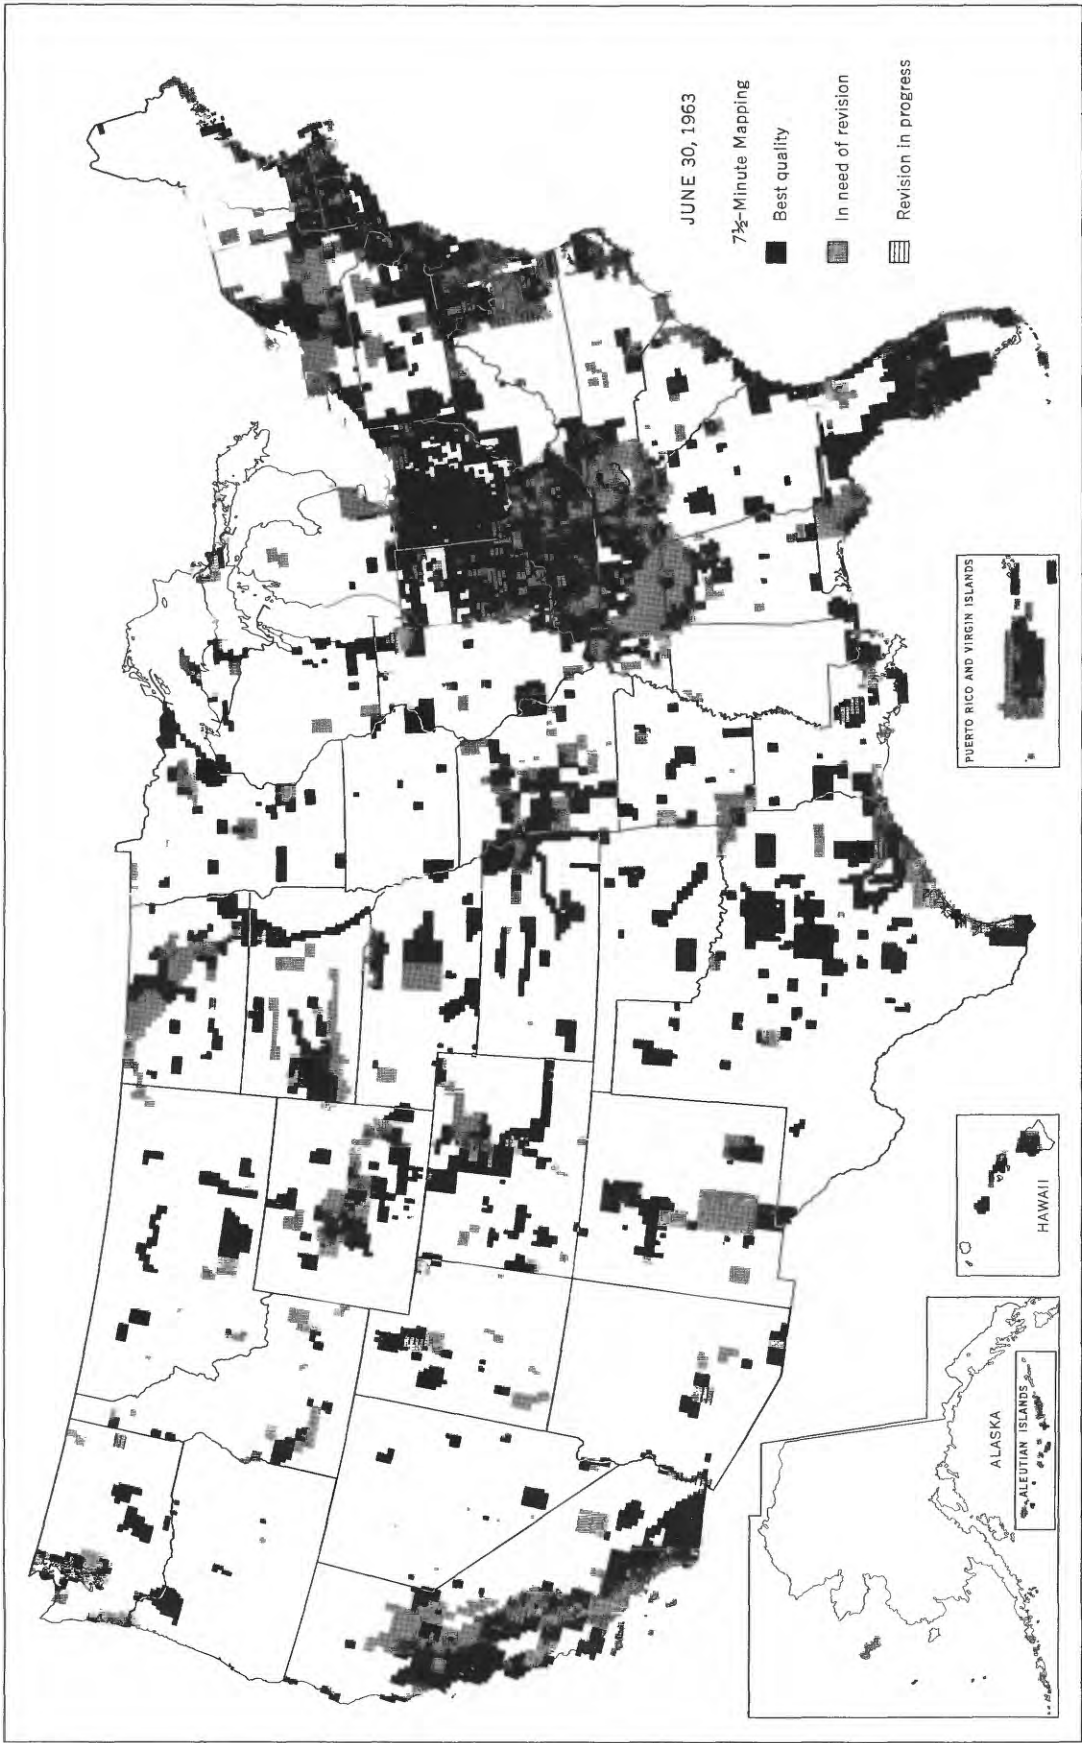 JUNE 30, 1963
7½-Minute Mapping
Best quality
In need of revision
Revision in progress
PUERTO RICO AND VIRGIN ISLANDS
HAWAII
ALASKA
ALEUTIAN ISLANDS